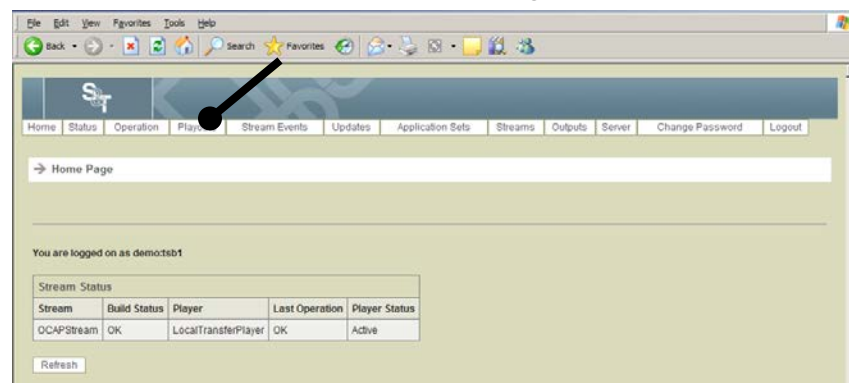 File Edit View Favorites Tools Help
Back Search Favorites
S&T
Home Status Operation Stream Events Updates Application Sets Streams Outputs Server Change Password Logout
Home Page
You are logged on as demo:tsb1
Stream Status
Stream Build Status Player Last Operation Player Status
OCAPStream OK LocalTransferPlayer OK Active
Refresh